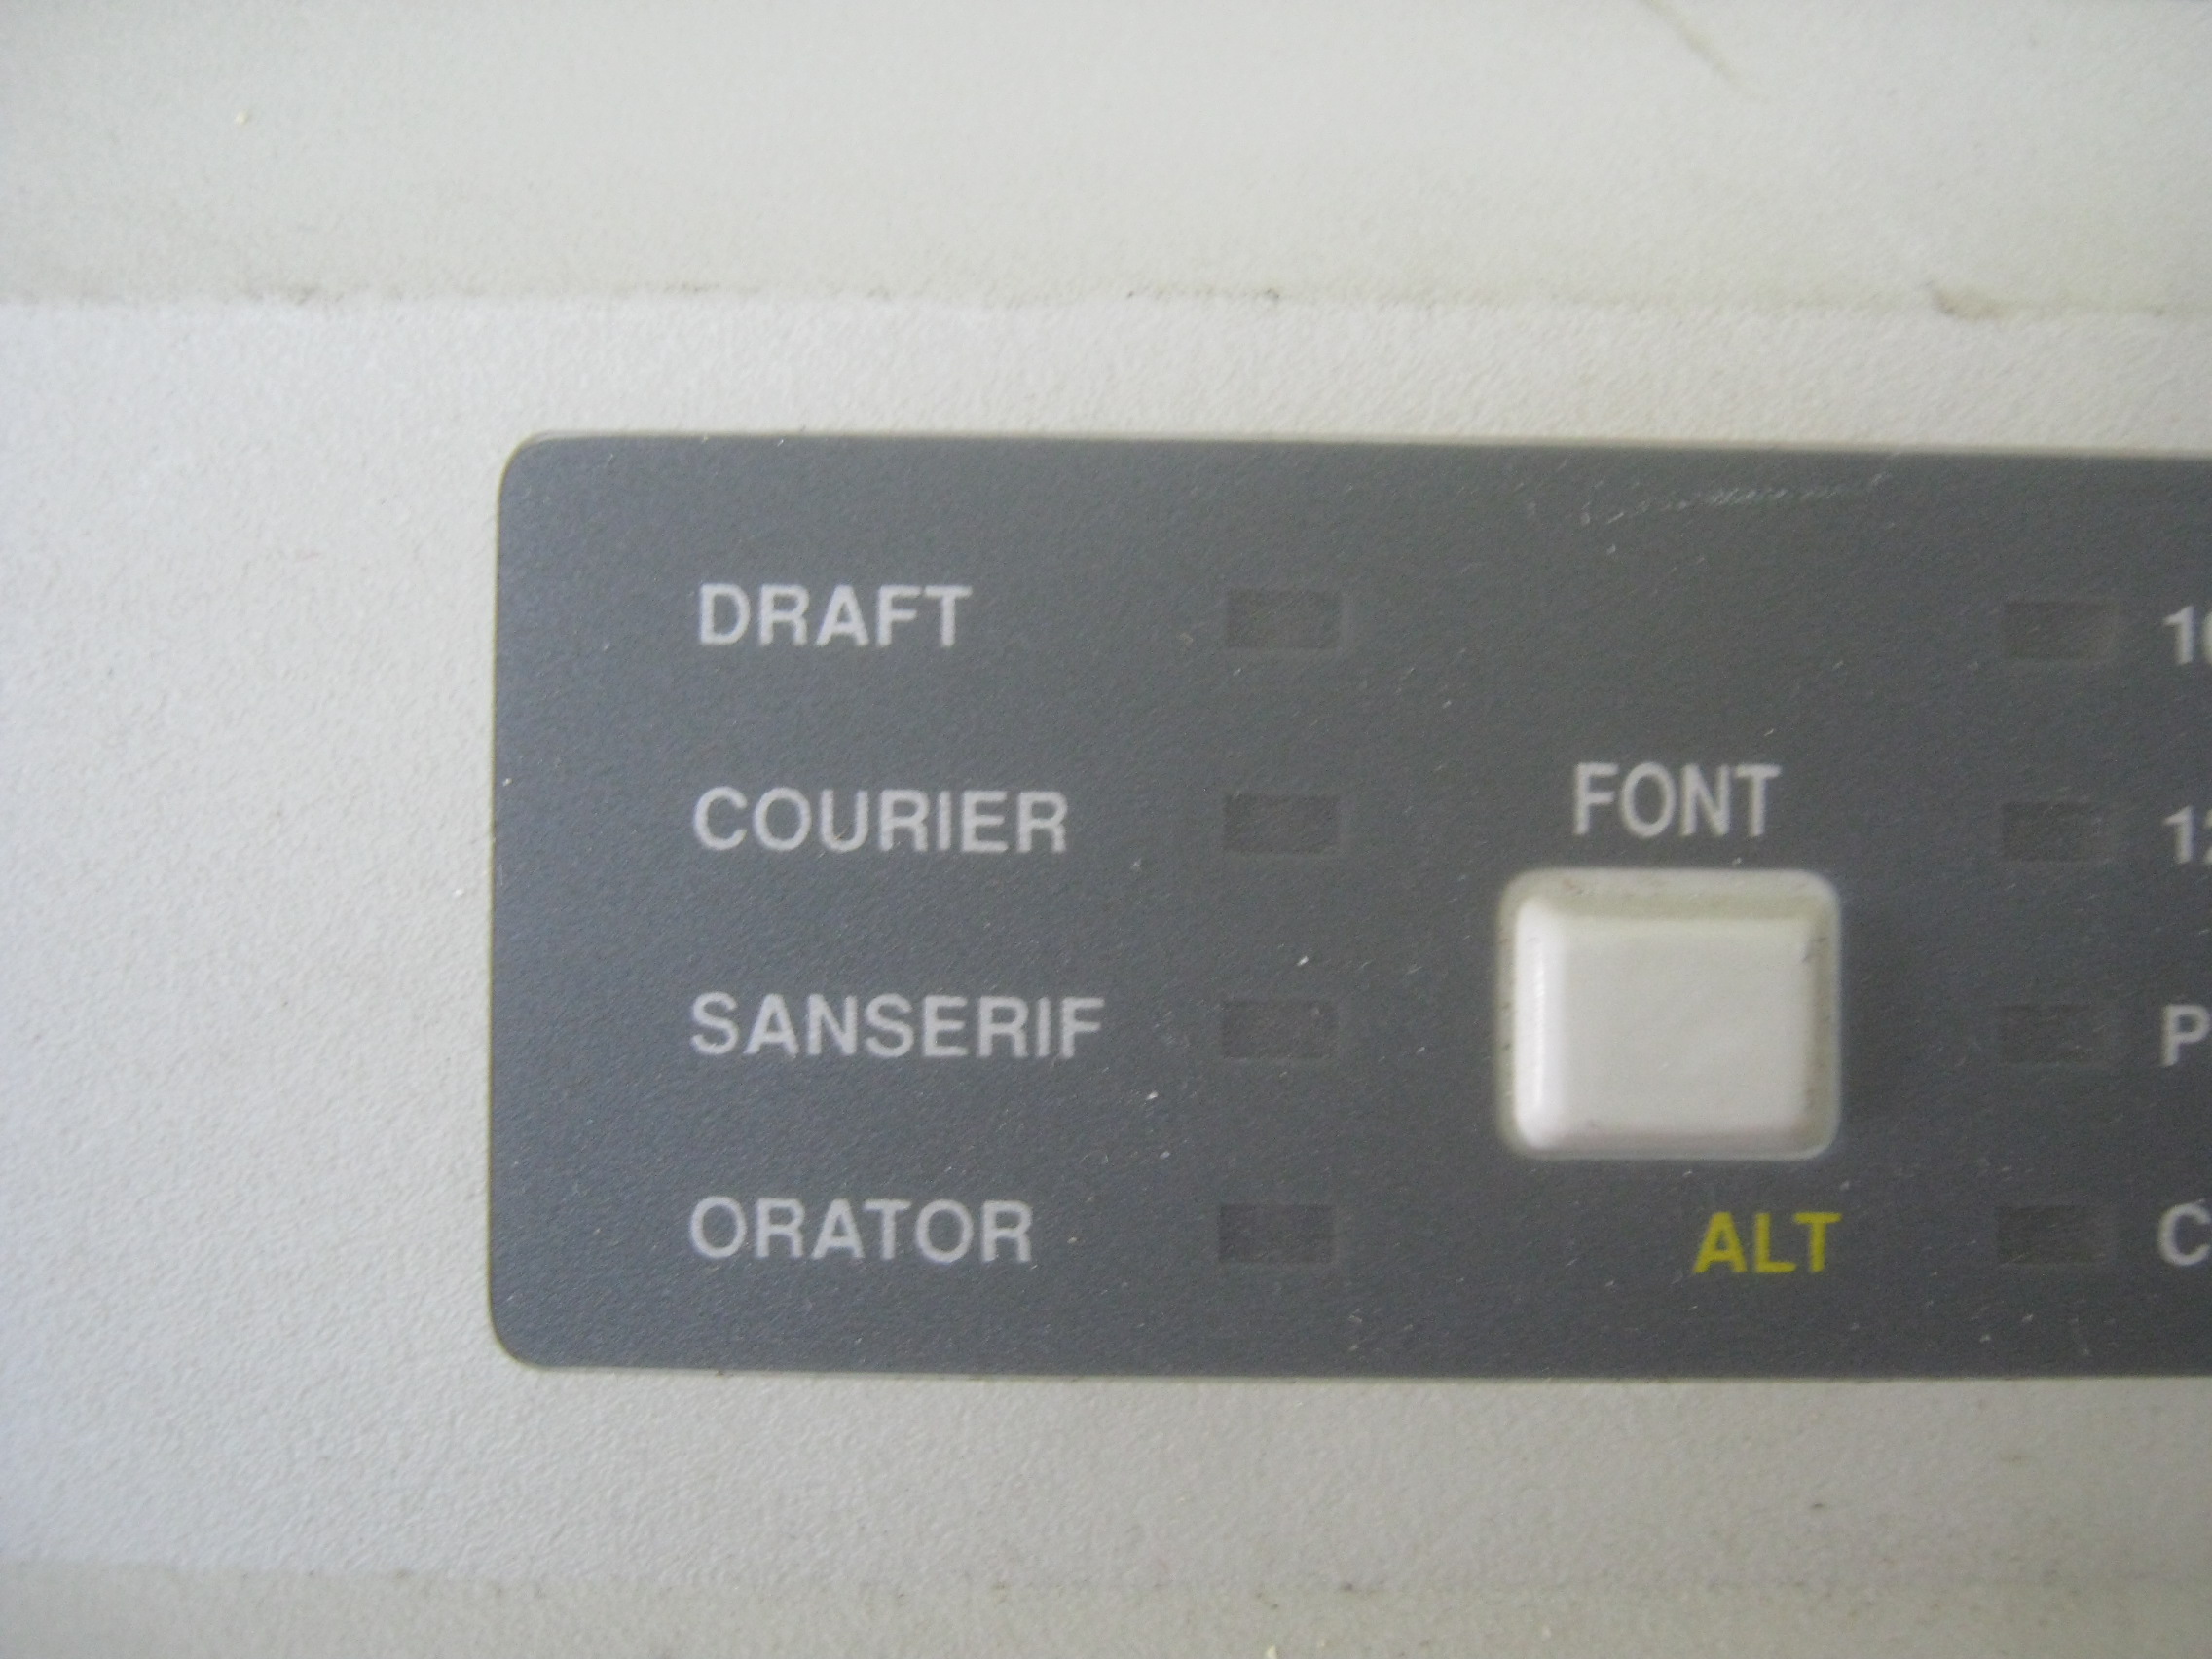 DRAFT
COURIER
SANSERIF
ORATOR
FONT
ALT
P
C